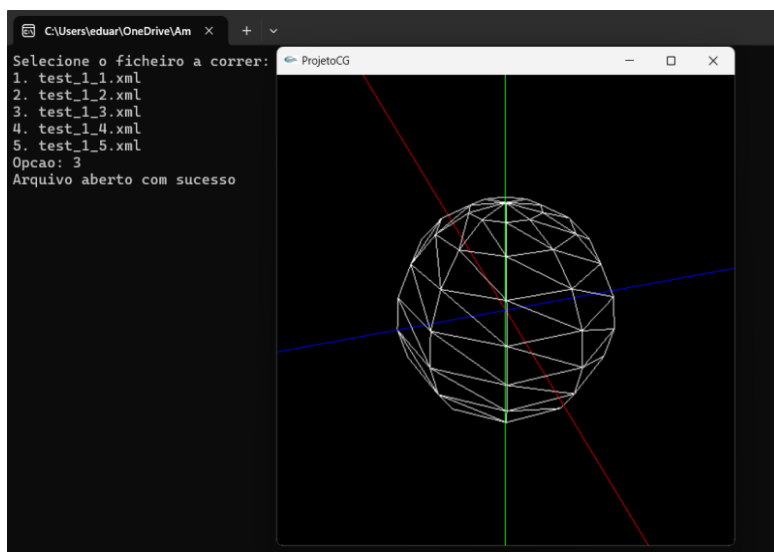 C:\Users\eduar\OneDrive\Am
Selecione o ficheiro a correr:
1. test_1_1.xml
2. test_1_2.xml
3. test_1_3.xml
4. test_1_4.xml
5. test_1_5.xml
Opcao: 3
Arquivo aberto com sucesso
ProjetoCG